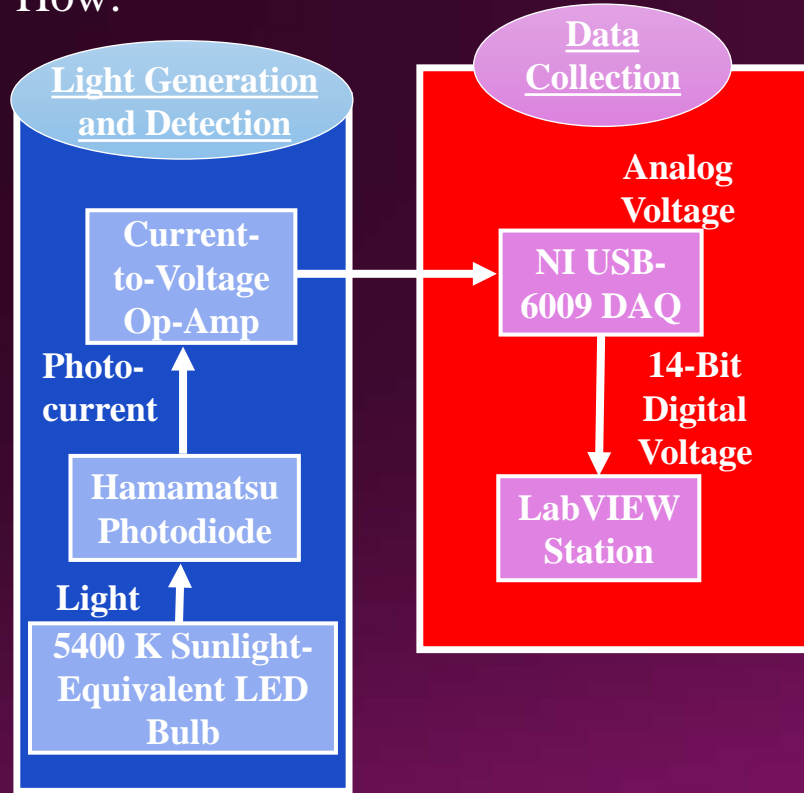 How:
Light Generation
and Detection
Current-
to-Voltage
Op-Amp
Photo-
current
Hamamatsu
Photodiode
Light
5400 K Sunlight-
Equivalent LED
Bulb
Data
Collection
Analog
Voltage
NI USB-
6009 DAQ
14-Bit
Digital
Voltage
LabVIEW
Station